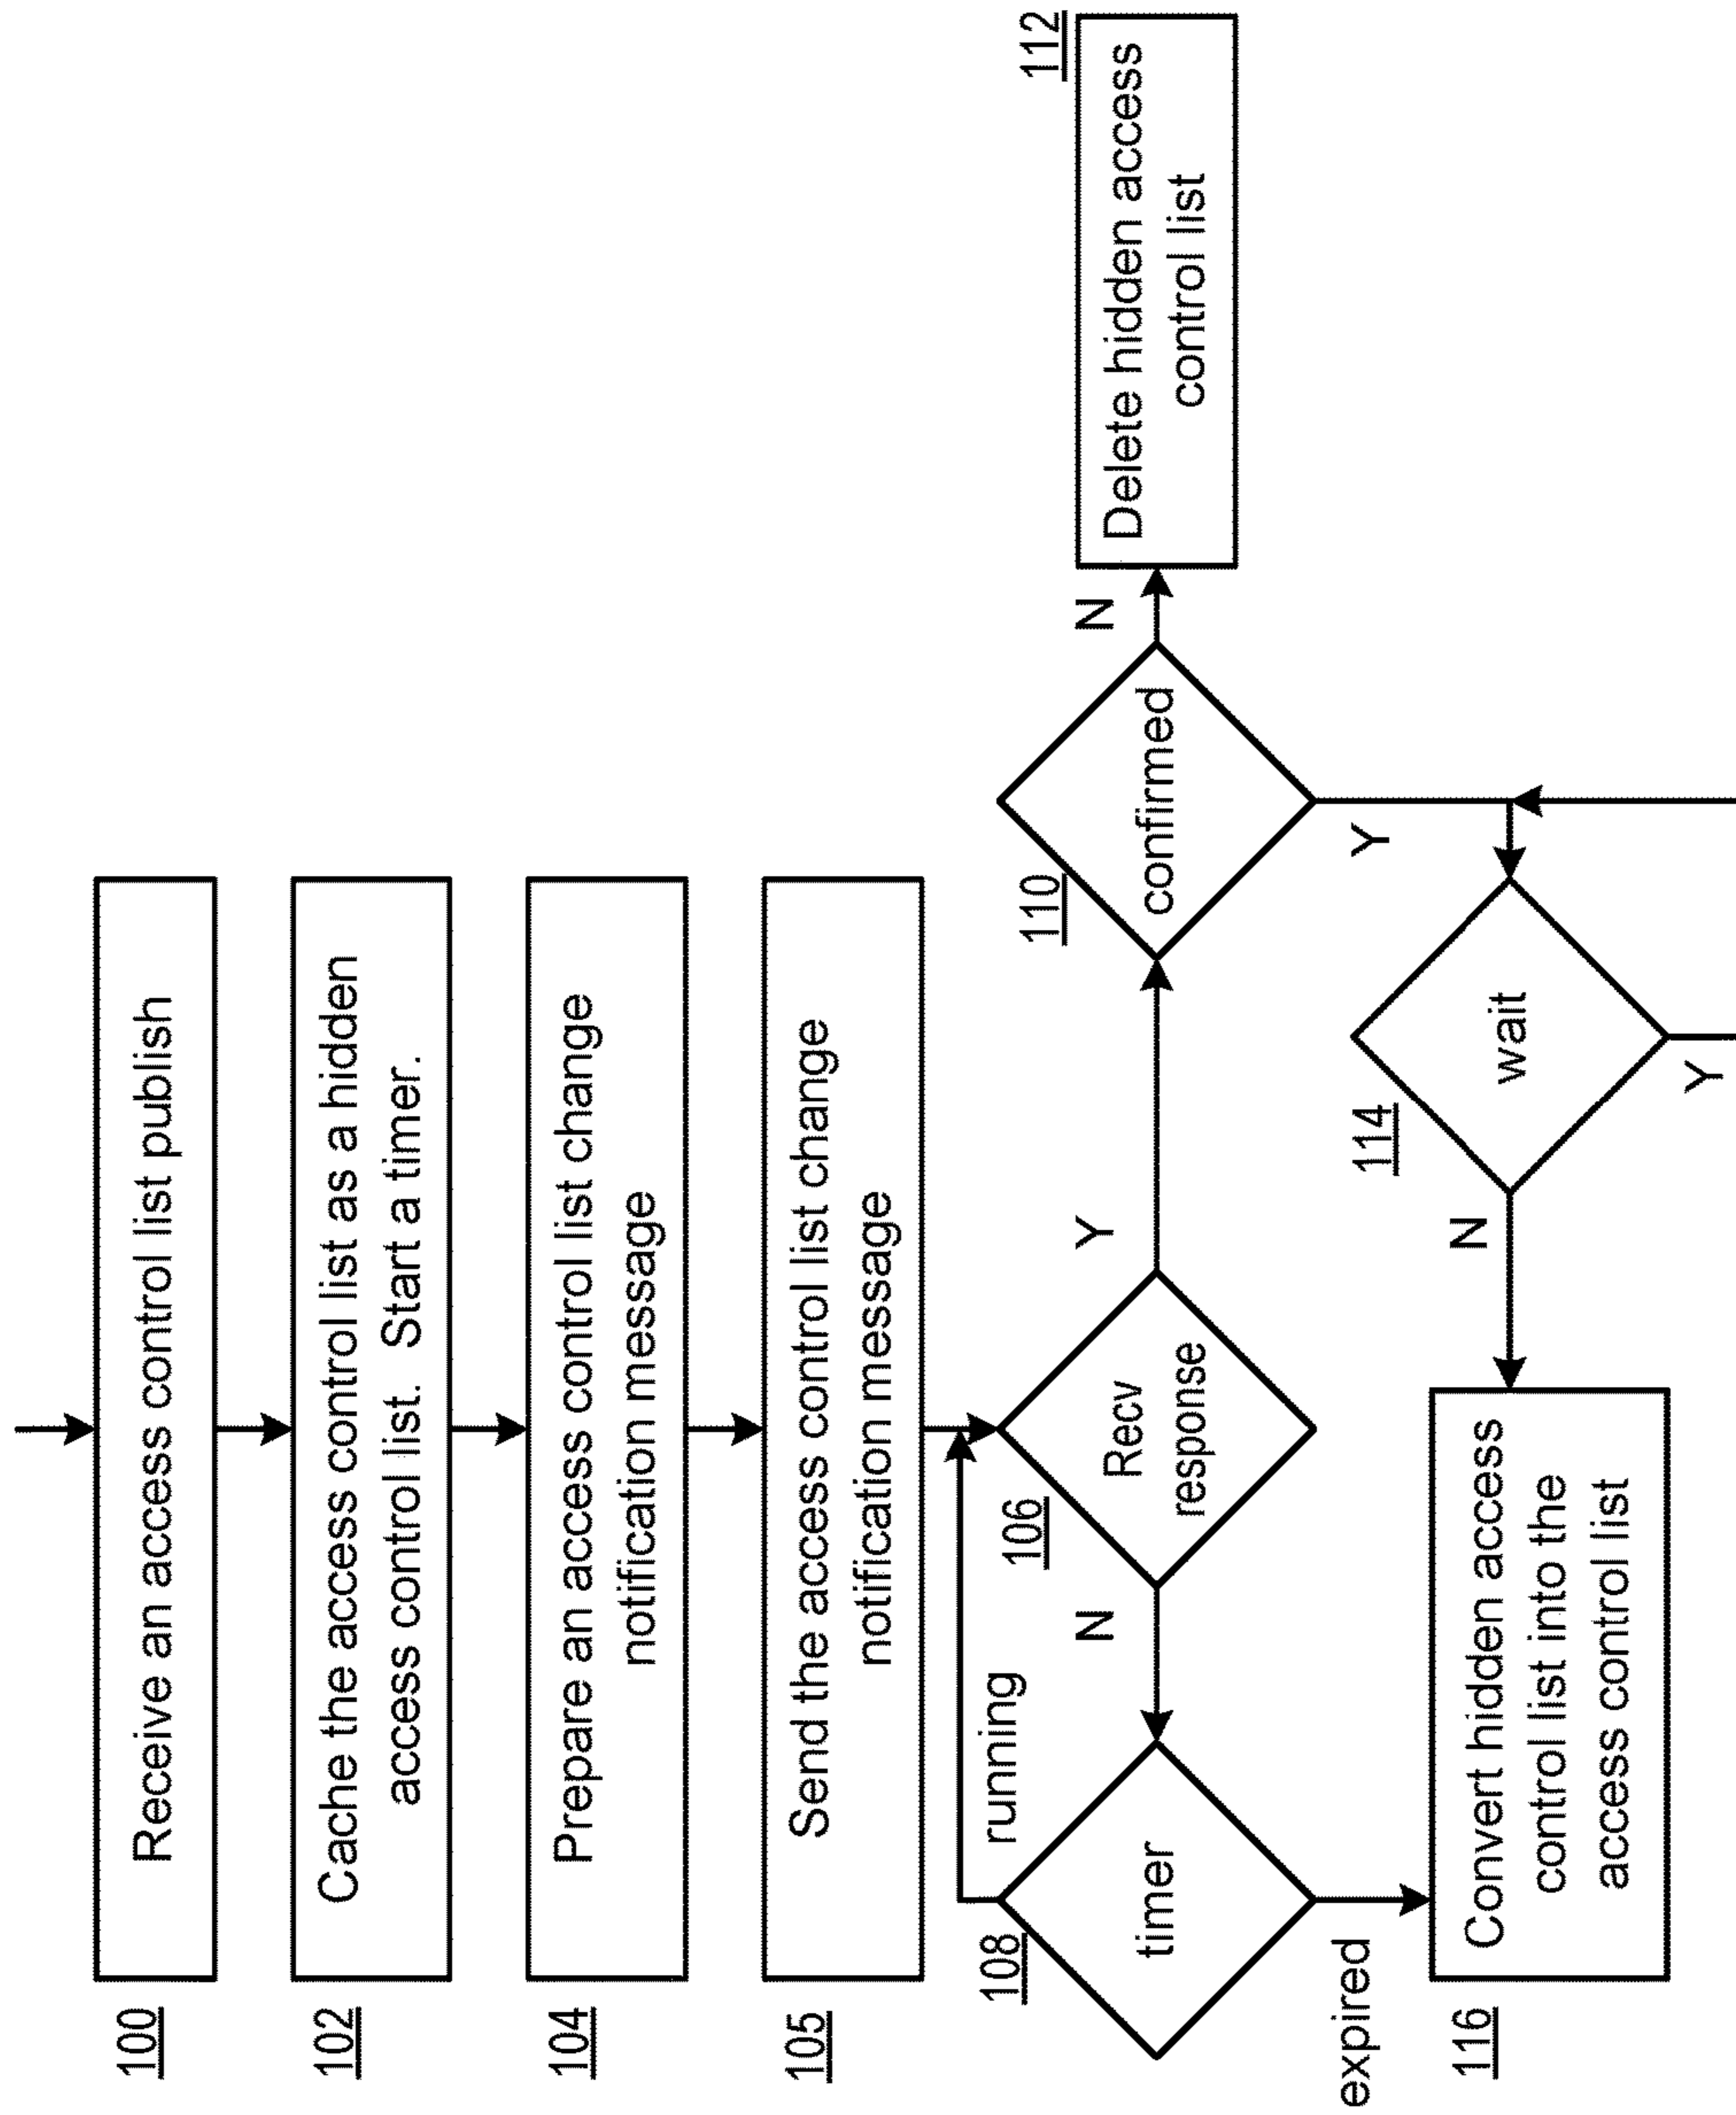 100
Receive an access control list publish
102
Cache the access control list as a hidden
access control list.  Start a timer.
104
Prepare an access control list change
notification message
105
Send the access control list change
notification message
running
106
Recv
response
N
Y
108
timer
expired
110
confirmed
N
Y
112
Delete hidden access
control list
114
wait
N
Y
116
Convert hidden access
control list into the
access control list